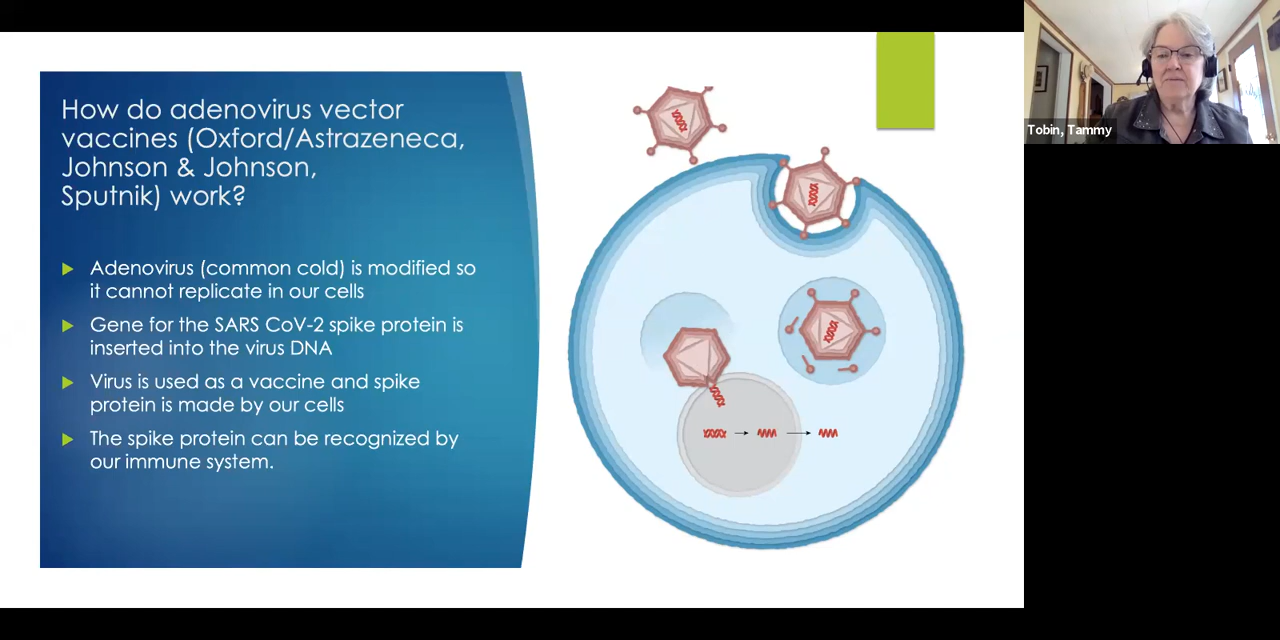 How do adenovirus vector
vaccines (Oxford/Astrazeneca,
Johnson & Johnson,
Sputnik) work?
Adenovirus (common cold) is modified so
it cannot replicate in our cells
Gene for the SARS CoV-2 spike protein is
inserted into the virus DNA
Virus is used as a vaccine and spike
protein is made by our cells
The spike protein can be recognized by
our immune system.
Tobin, Tammy